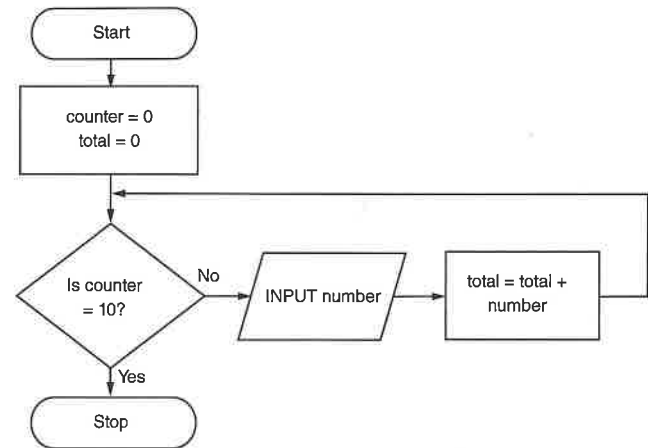 Start
counter = 0
total = 0
Is counter
= 10?
No
INPUT number
total = total +
number
Yes
Stop